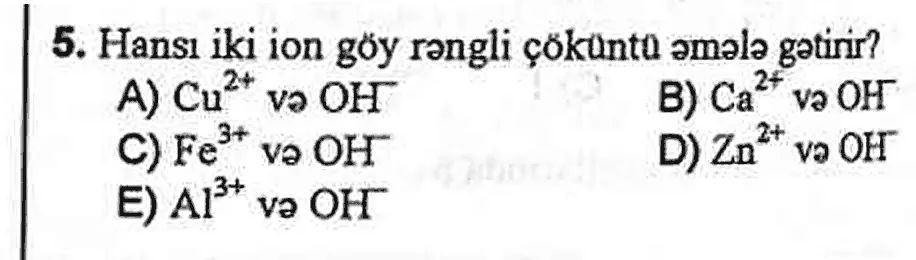 5. Hansı iki ion göy rəngli çöküntü əmələ gətirir?
A) Cu²⁺ və OH⁻ B) Ca²⁺ və OH⁻
C) Fe³⁺ və OH⁻ D) Zn²⁺ və OH⁻
E) Al³⁺ və OH⁻